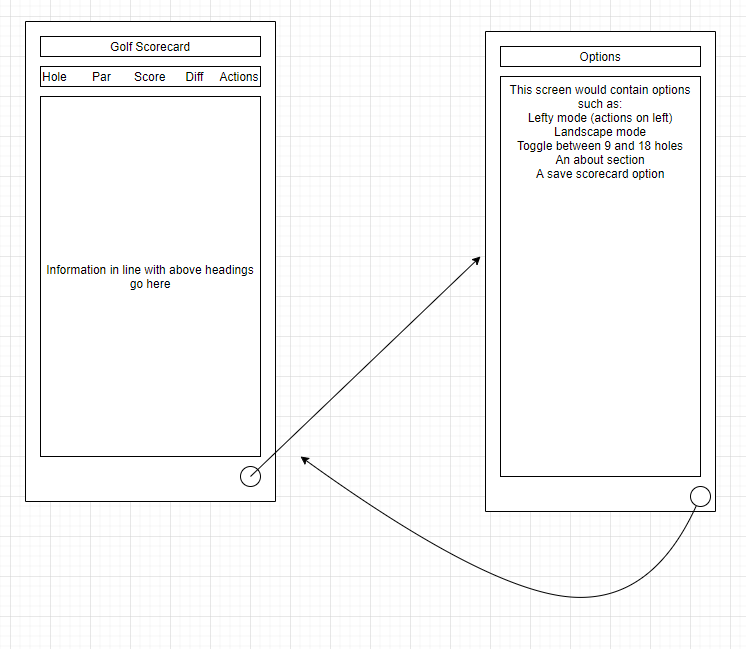 Golf Scorecard
Hole Par Score Diff Actions
Information in line with above headings
go here
Options
This screen would contain options
such as:
Lefty mode (actions on left)
Landscape mode
Toggle between 9 and 18 holes
An about section
A save scorecard option